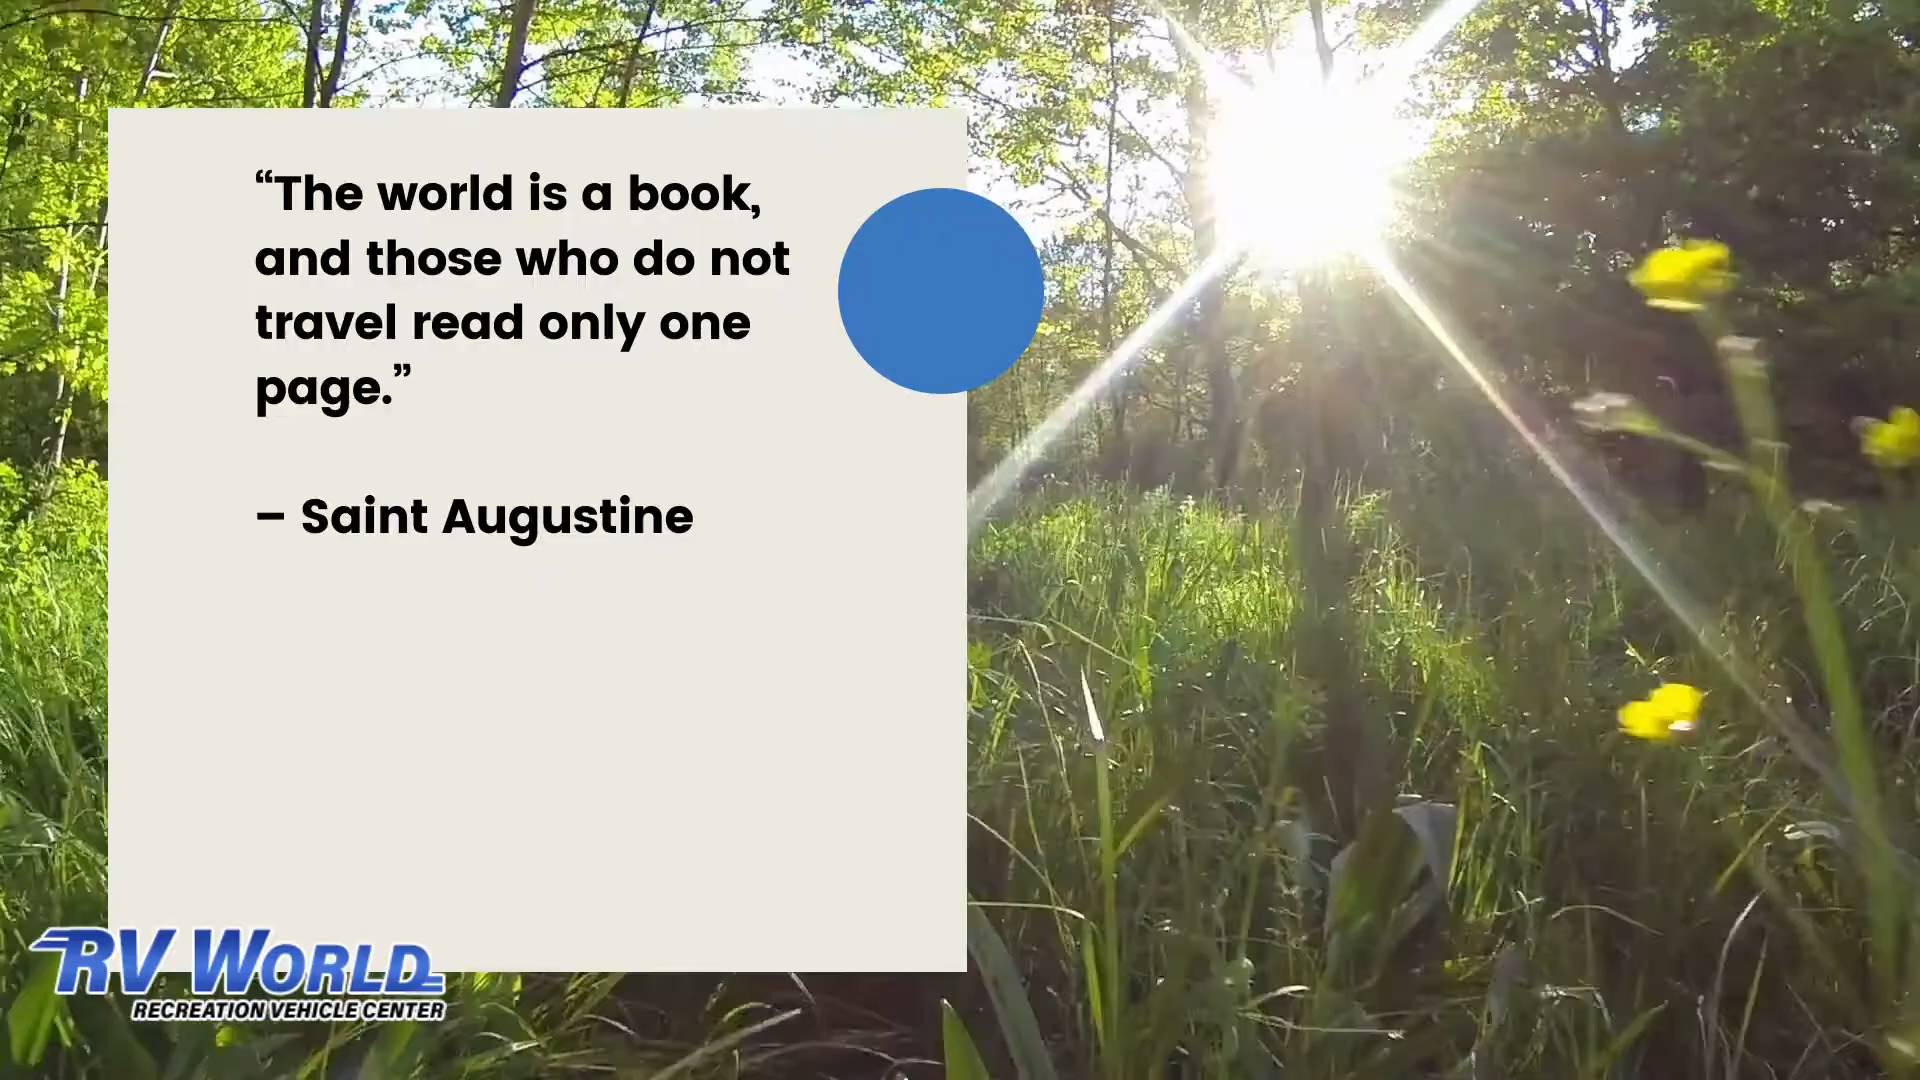 “The world is a book,
and those who do not
travel read only one
page.”
– Saint Augustine
RV WORLD
RECREATION VEHICLE CENTER